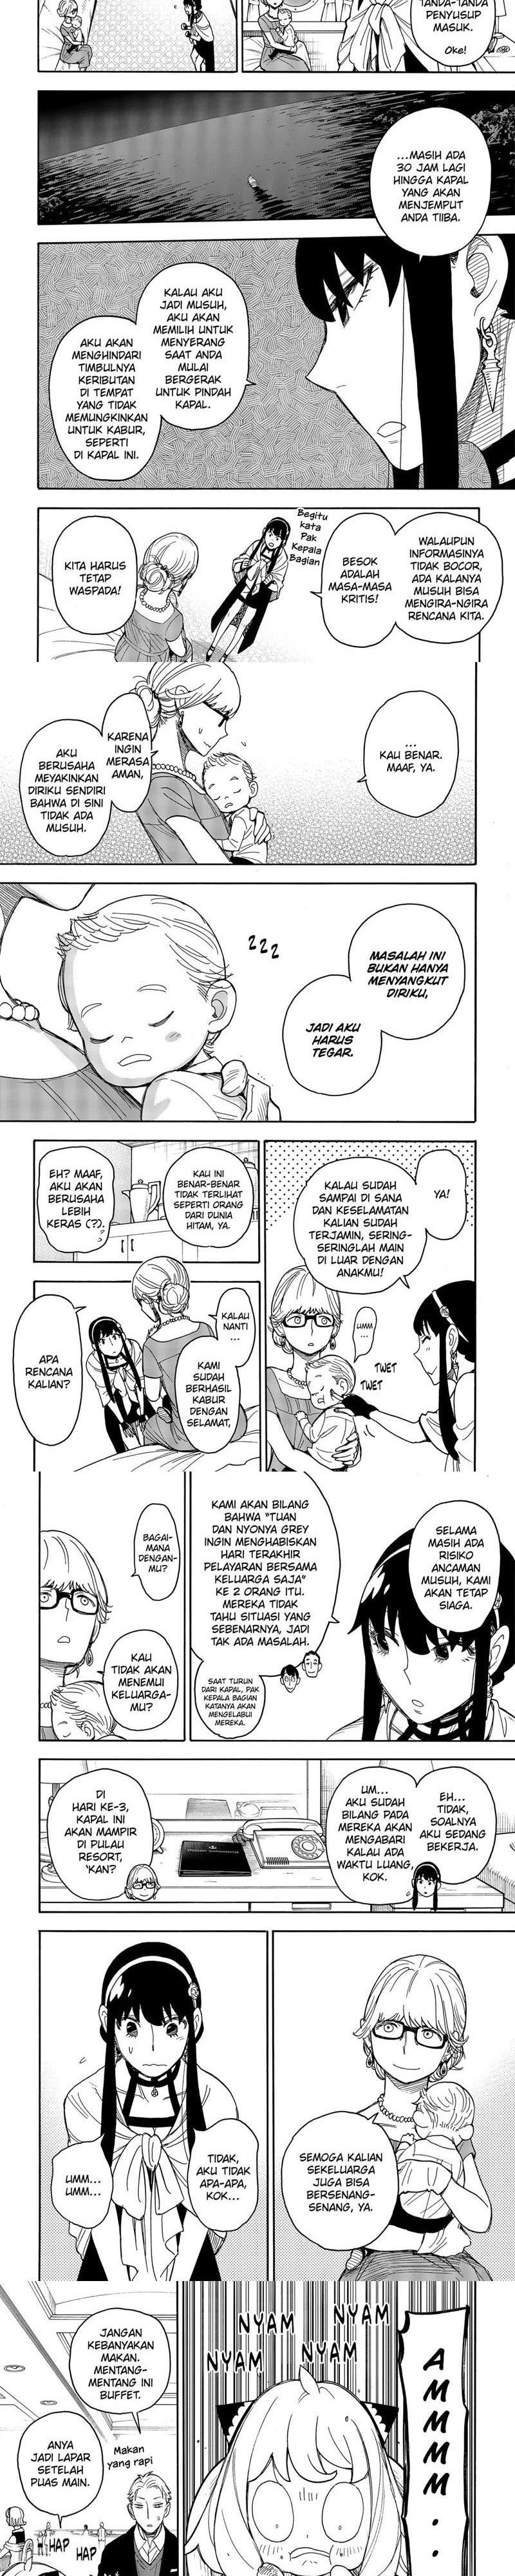 TANDA-TANDA
PENYUSUP
MASUK.
Oke!
...MASIH ADA
30 JAM LAGI
HINGGA KAPAL
YANG AKAN
MENJEMPUT
ANDA TIIBA.
KALAU AKU
JADI MUSUH,
AKU AKAN
MEMILIH UNTUK
MENYERANG
SAAT ANDA
MULAI
BERGERAK
UNTUK PINDAH
KAPAL.
AKU AKAN
MENGHINDARI
TIMBULNYA
KERIBUTAN
DI TEMPAT
YANG TIDAK
MEMUNGKINKAN
UNTUK KABUR,
SEPERTI
DI KAPAL INI.
WALAUPUN
INFORMASINYA
TIDAK BOCOR,
ADA KALANYA
MUSUH BISA
MENGIRA-NGIRA
RENCANA KITA.
BESOK
ADALAH
MASA-MASA
KRITIS!
Begitu
kata
Pak
Kepala
Bagian
KITA HARUS
TETAP
WASPADA!
...
KAU BENAR.
MAAF, YA.
KARENA
INGIN
MERASA
AMAN,
AKU
BERUSAHA
MEYAKINKAN
DIRIKU SENDIRI
BAHWA DI SINI
TIDAK ADA
MUSUH.
ZZZ
MASALAH INI
BUKAN HANYA
MENYANGKUT
DIRIKU,
JADI AKU
HARUS
TEGAR.
YA!
KALAU SUDAH
SAMPAI DI SANA
DAN KESELAMATAN
KALIAN SUDAH
TERJAMIN, SERING-
SERINGLAH MAIN
DI LUAR DENGAN
ANAKMU!
UMM
...
TWET
TWET
KAU INI
BENAR-BENAR
TIDAK TERLIHAT
SEPERTI ORANG
DARI DUNIA
HITAM, YA.
EH? MAAF,
AKU AKAN
BERUSAHA
LEBIH
KERAS (?).
KALAU
NANTI
...
KAMI
SUDAH
BERHASIL
KABUR
DENGAN
SELAMAT,
APA
RENCANA
KALIAN?
SELAMA
MASIH ADA
RISIKO
ANCAMAN
MUSUH, KAMI
AKAN TETAP
SIAGA.
KAMI AKAN BILANG
BAHWA "TUAN
DAN NYONYA GREY
INGIN MENGHABISKAN
HARI TERAKHIR
PELAYARAN BERSAMA
KELUARGA SAJA"
KE 2 ORANG ITU.
MEREKA TIDAK
TAHU SITUASI YANG
SEBENARNYA, JADI
TAK ADA MASALAH.
SAAT TURUN
DARI KAPAL, PAK
KEPALA BAGIAN
KATANYA AKAN
MENGELABUI
MEREKA.
BAGAI-
MANA
DENGAN-
MU?
KAU
TIDAK AKAN
MENEMUI
KELUARGA-
MU?
EH...
TIDAK,
SOALNYA
AKU SEDANG
BEKERJA.
UM...
AKU SUDAH
BILANG PADA
MEREKA AKAN
MENGABARI
KALAU ADA
WAKTU LUANG,
KOK.
DI
HARI KE-3,
KAPAL INI
AKAN MAMPIR
DI PULAU
RESORT,
'KAN?
SEMOGA KALIAN
SEKELUARGA
JUGA BISA
BERSENANG-
SENANG, YA.
TIDAK,
AKU TIDAK
APA-APA,
KOK...
UMM...
UMM...
AMMMM..
NYAM
NYAM
NYAM
NYAM
JANGAN
KEBANYAKAN
MAKAN.
MENTANG-
MENTANG INI
BUFFET.
Makan
yang rapi
ANYA
JADI LAPAR
SETELAH
PUAS MAIN.
HAP
HAP